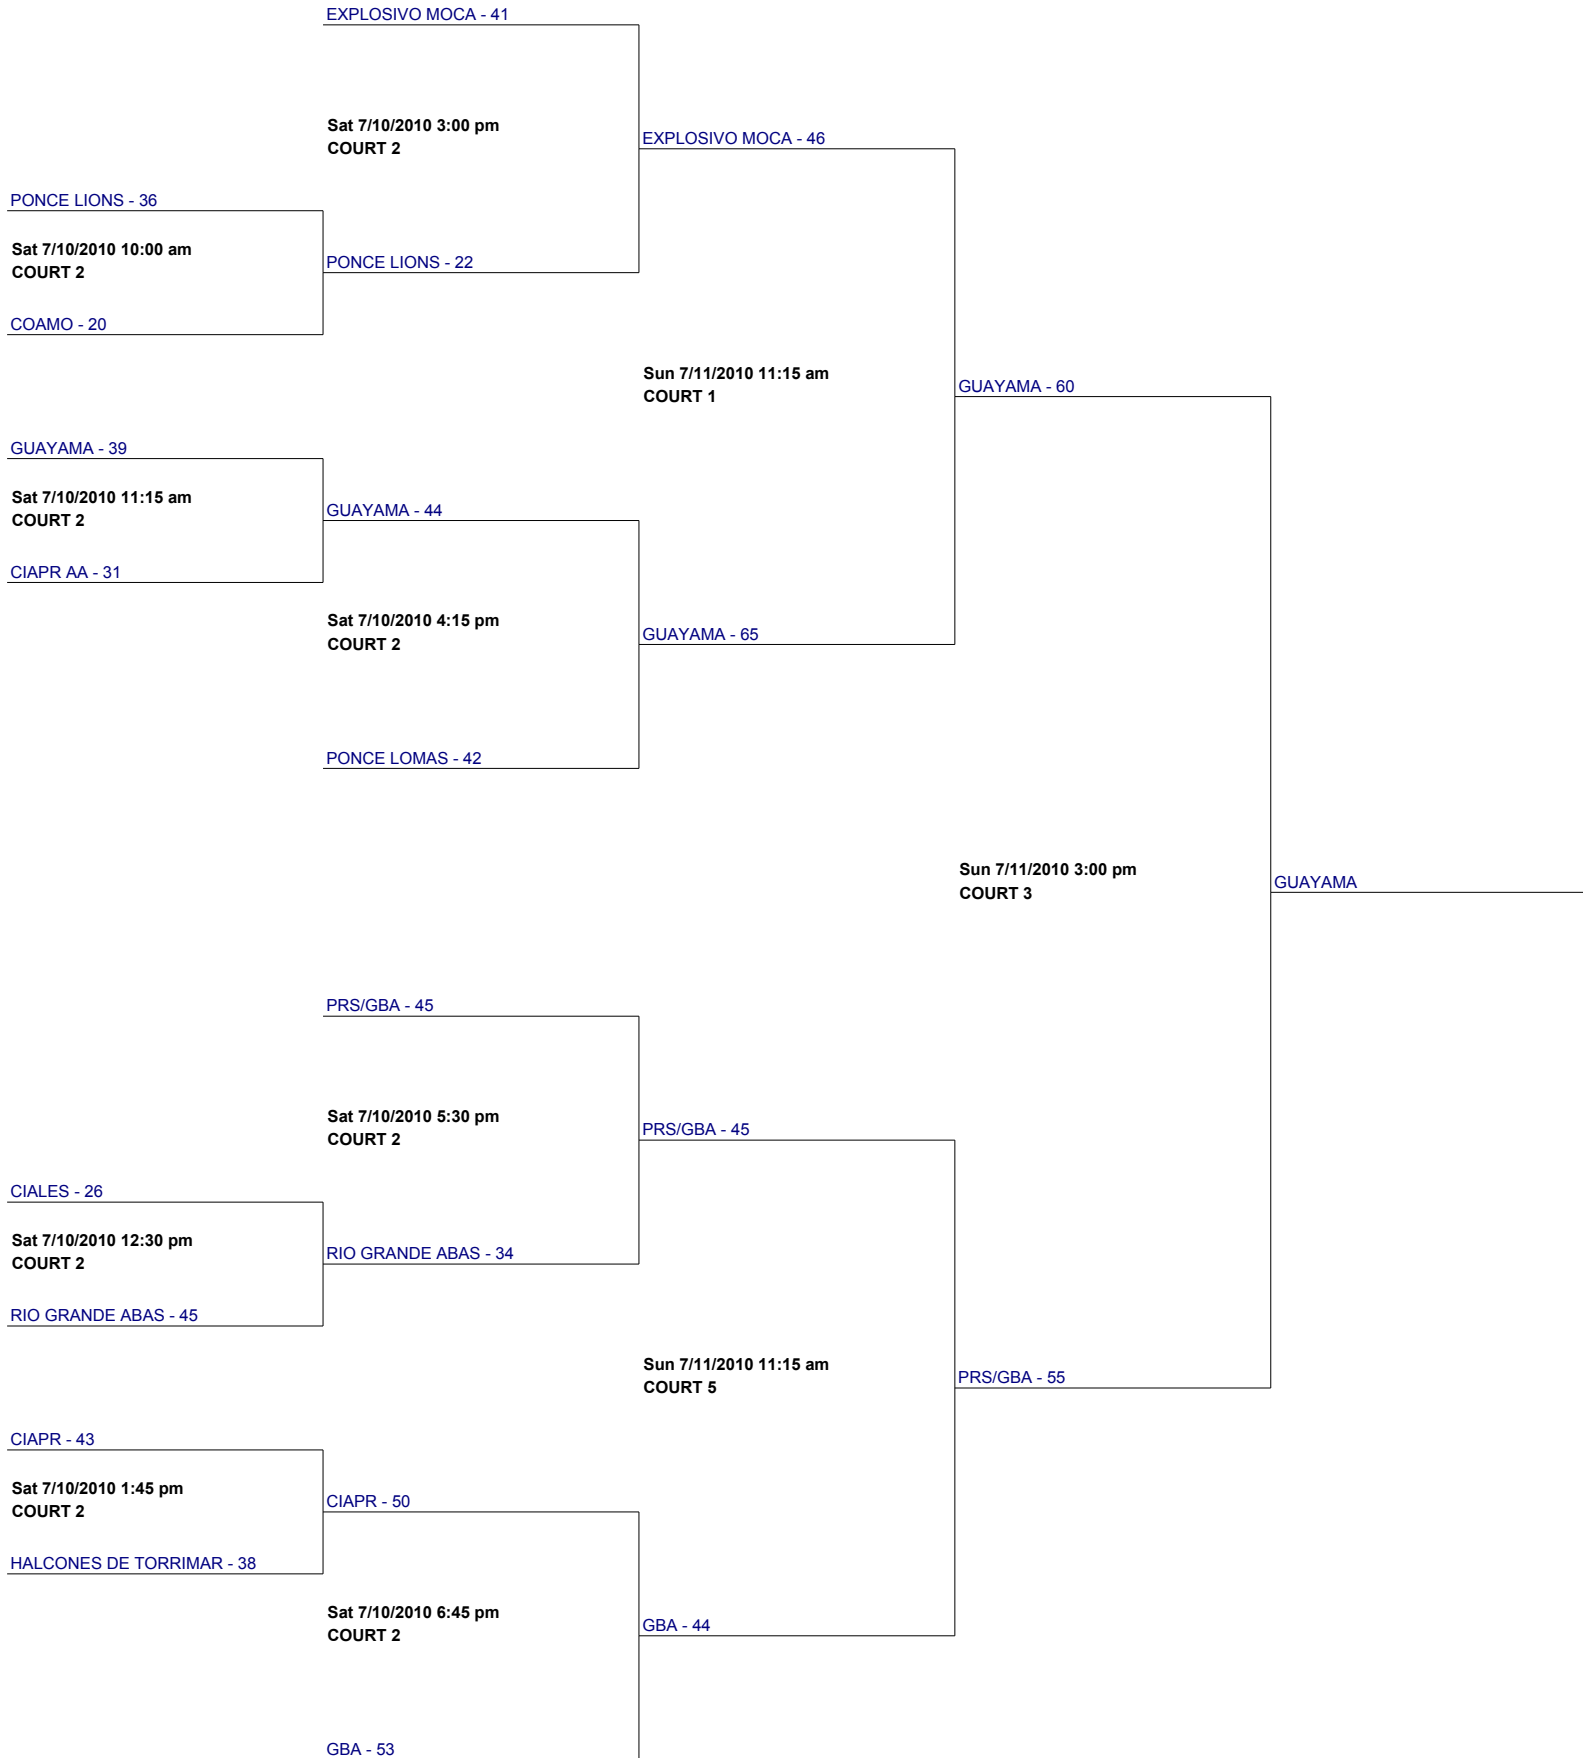 EXPLOSIVO MOCA - 41
Sat 7/10/2010 3:00 pm
COURT 2
EXPLOSIVO MOCA - 46
PONCE LIONS - 36
Sat 7/10/2010 10:00 am
COURT 2
PONCE LIONS - 22
COAMO - 20
Sun 7/11/2010 11:15 am
COURT 1
GUAYAMA - 60
GUAYAMA - 39
Sat 7/10/2010 11:15 am
COURT 2
GUAYAMA - 44
CIAPR AA - 31
Sat 7/10/2010 4:15 pm
COURT 2
GUAYAMA - 65
PONCE LOMAS - 42
Sun 7/11/2010 3:00 pm
COURT 3
GUAYAMA
PRS/GBA - 45
Sat 7/10/2010 5:30 pm
COURT 2
PRS/GBA - 45
CIALES - 26
Sat 7/10/2010 12:30 pm
COURT 2
RIO GRANDE ABAS - 34
RIO GRANDE ABAS - 45
Sun 7/11/2010 11:15 am
COURT 5
PRS/GBA - 55
CIAPR - 43
Sat 7/10/2010 1:45 pm
COURT 2
CIAPR - 50
HALCONES DE TORRIMAR - 38
Sat 7/10/2010 6:45 pm
COURT 2
GBA - 44
GBA - 53